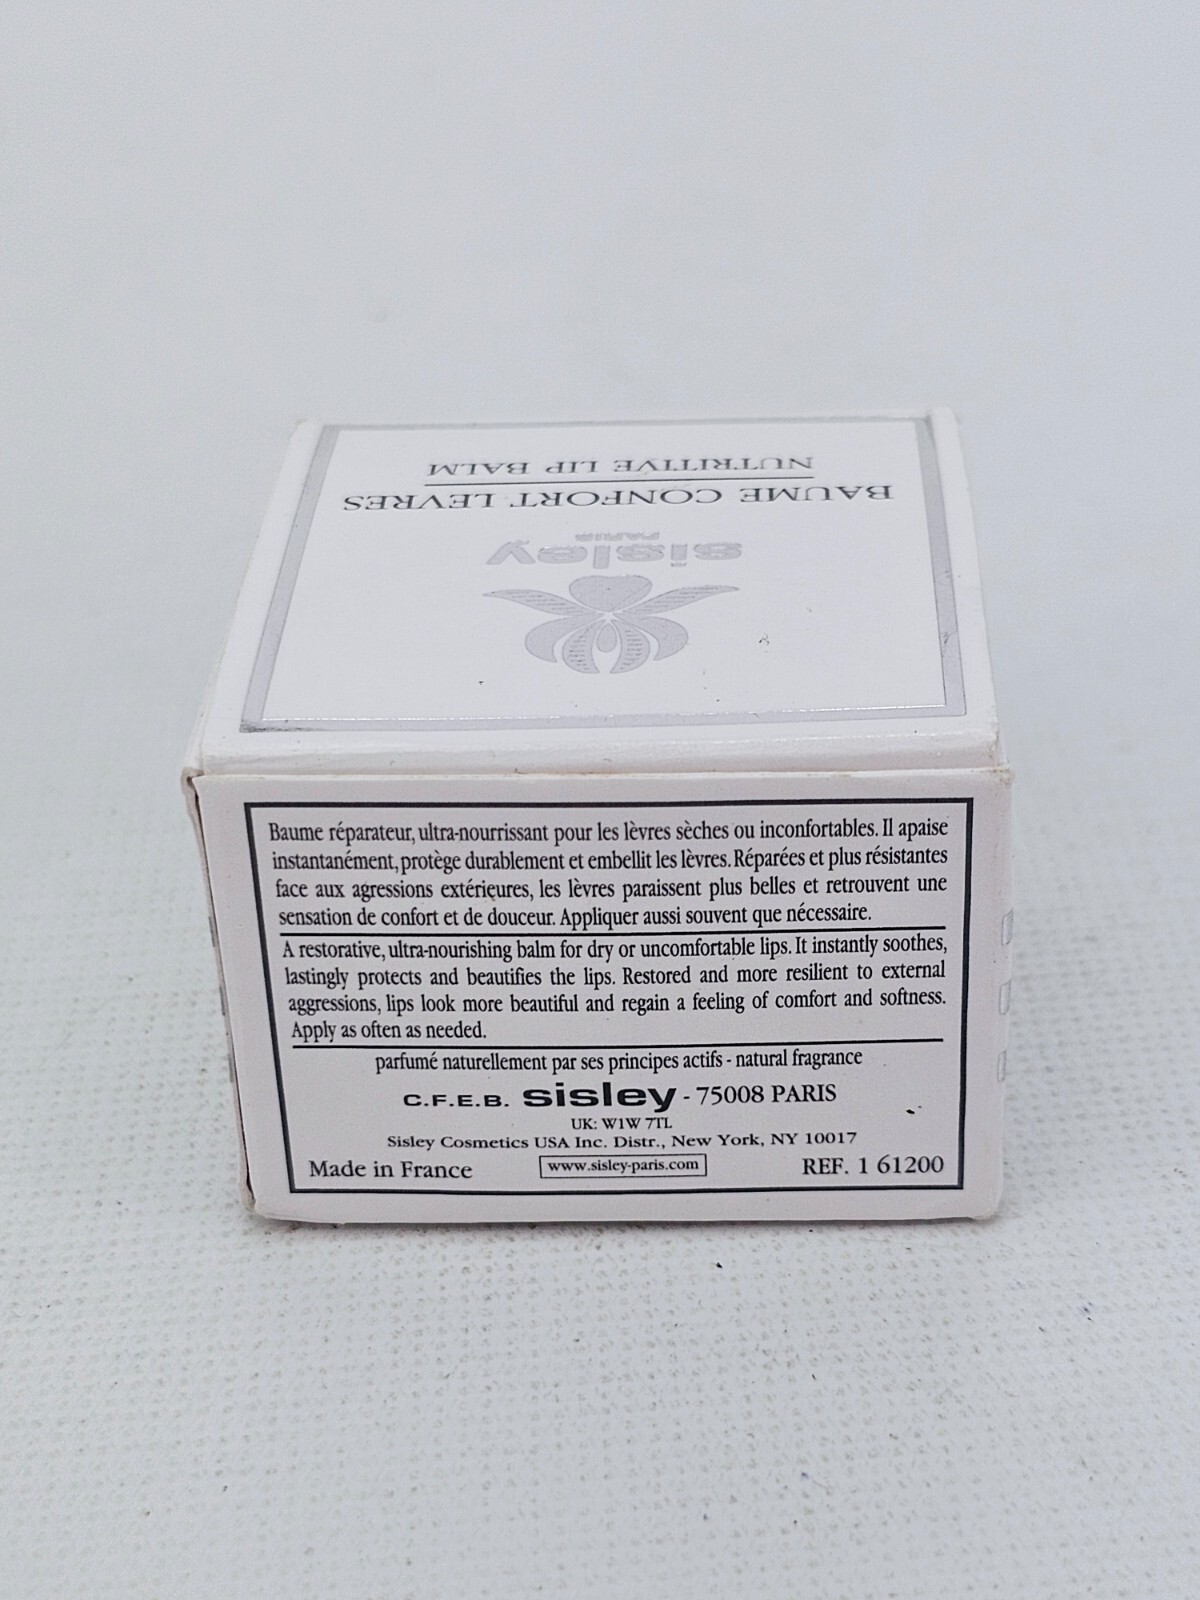 NUTRITIVE LIP BALM
BAUME CONFORT LEVRES
sisley
PARIS
Baume réparateur, ultra-nourrissant pour les lèvres sèches ou inconfortables. Il apaise
instantanément, protège durablement et embellit les lèvres. Réparées et plus résistantes
face aux agressions extérieures, les lèvres paraissent plus belles et retrouvent une
sensation de confort et de douceur. Appliquer aussi souvent que nécessaire.
A restorative, ultra-nourishing balm for dry or uncomfortable lips. It instantly soothes,
lastingly protects and beautifies the lips. Restored and more resilient to external
aggressions, lips look more beautiful and regain a feeling of comfort and softness.
Apply as often as needed.
parfumé naturellement par ses principes actifs - natural fragrance
C.F.E.B. sisley - 75008 PARIS
UK: W1W 7TL
Sisley Cosmetics USA Inc. Distr., New York, NY 10017
Made in France www.sisley-paris.com REF. 1 61200